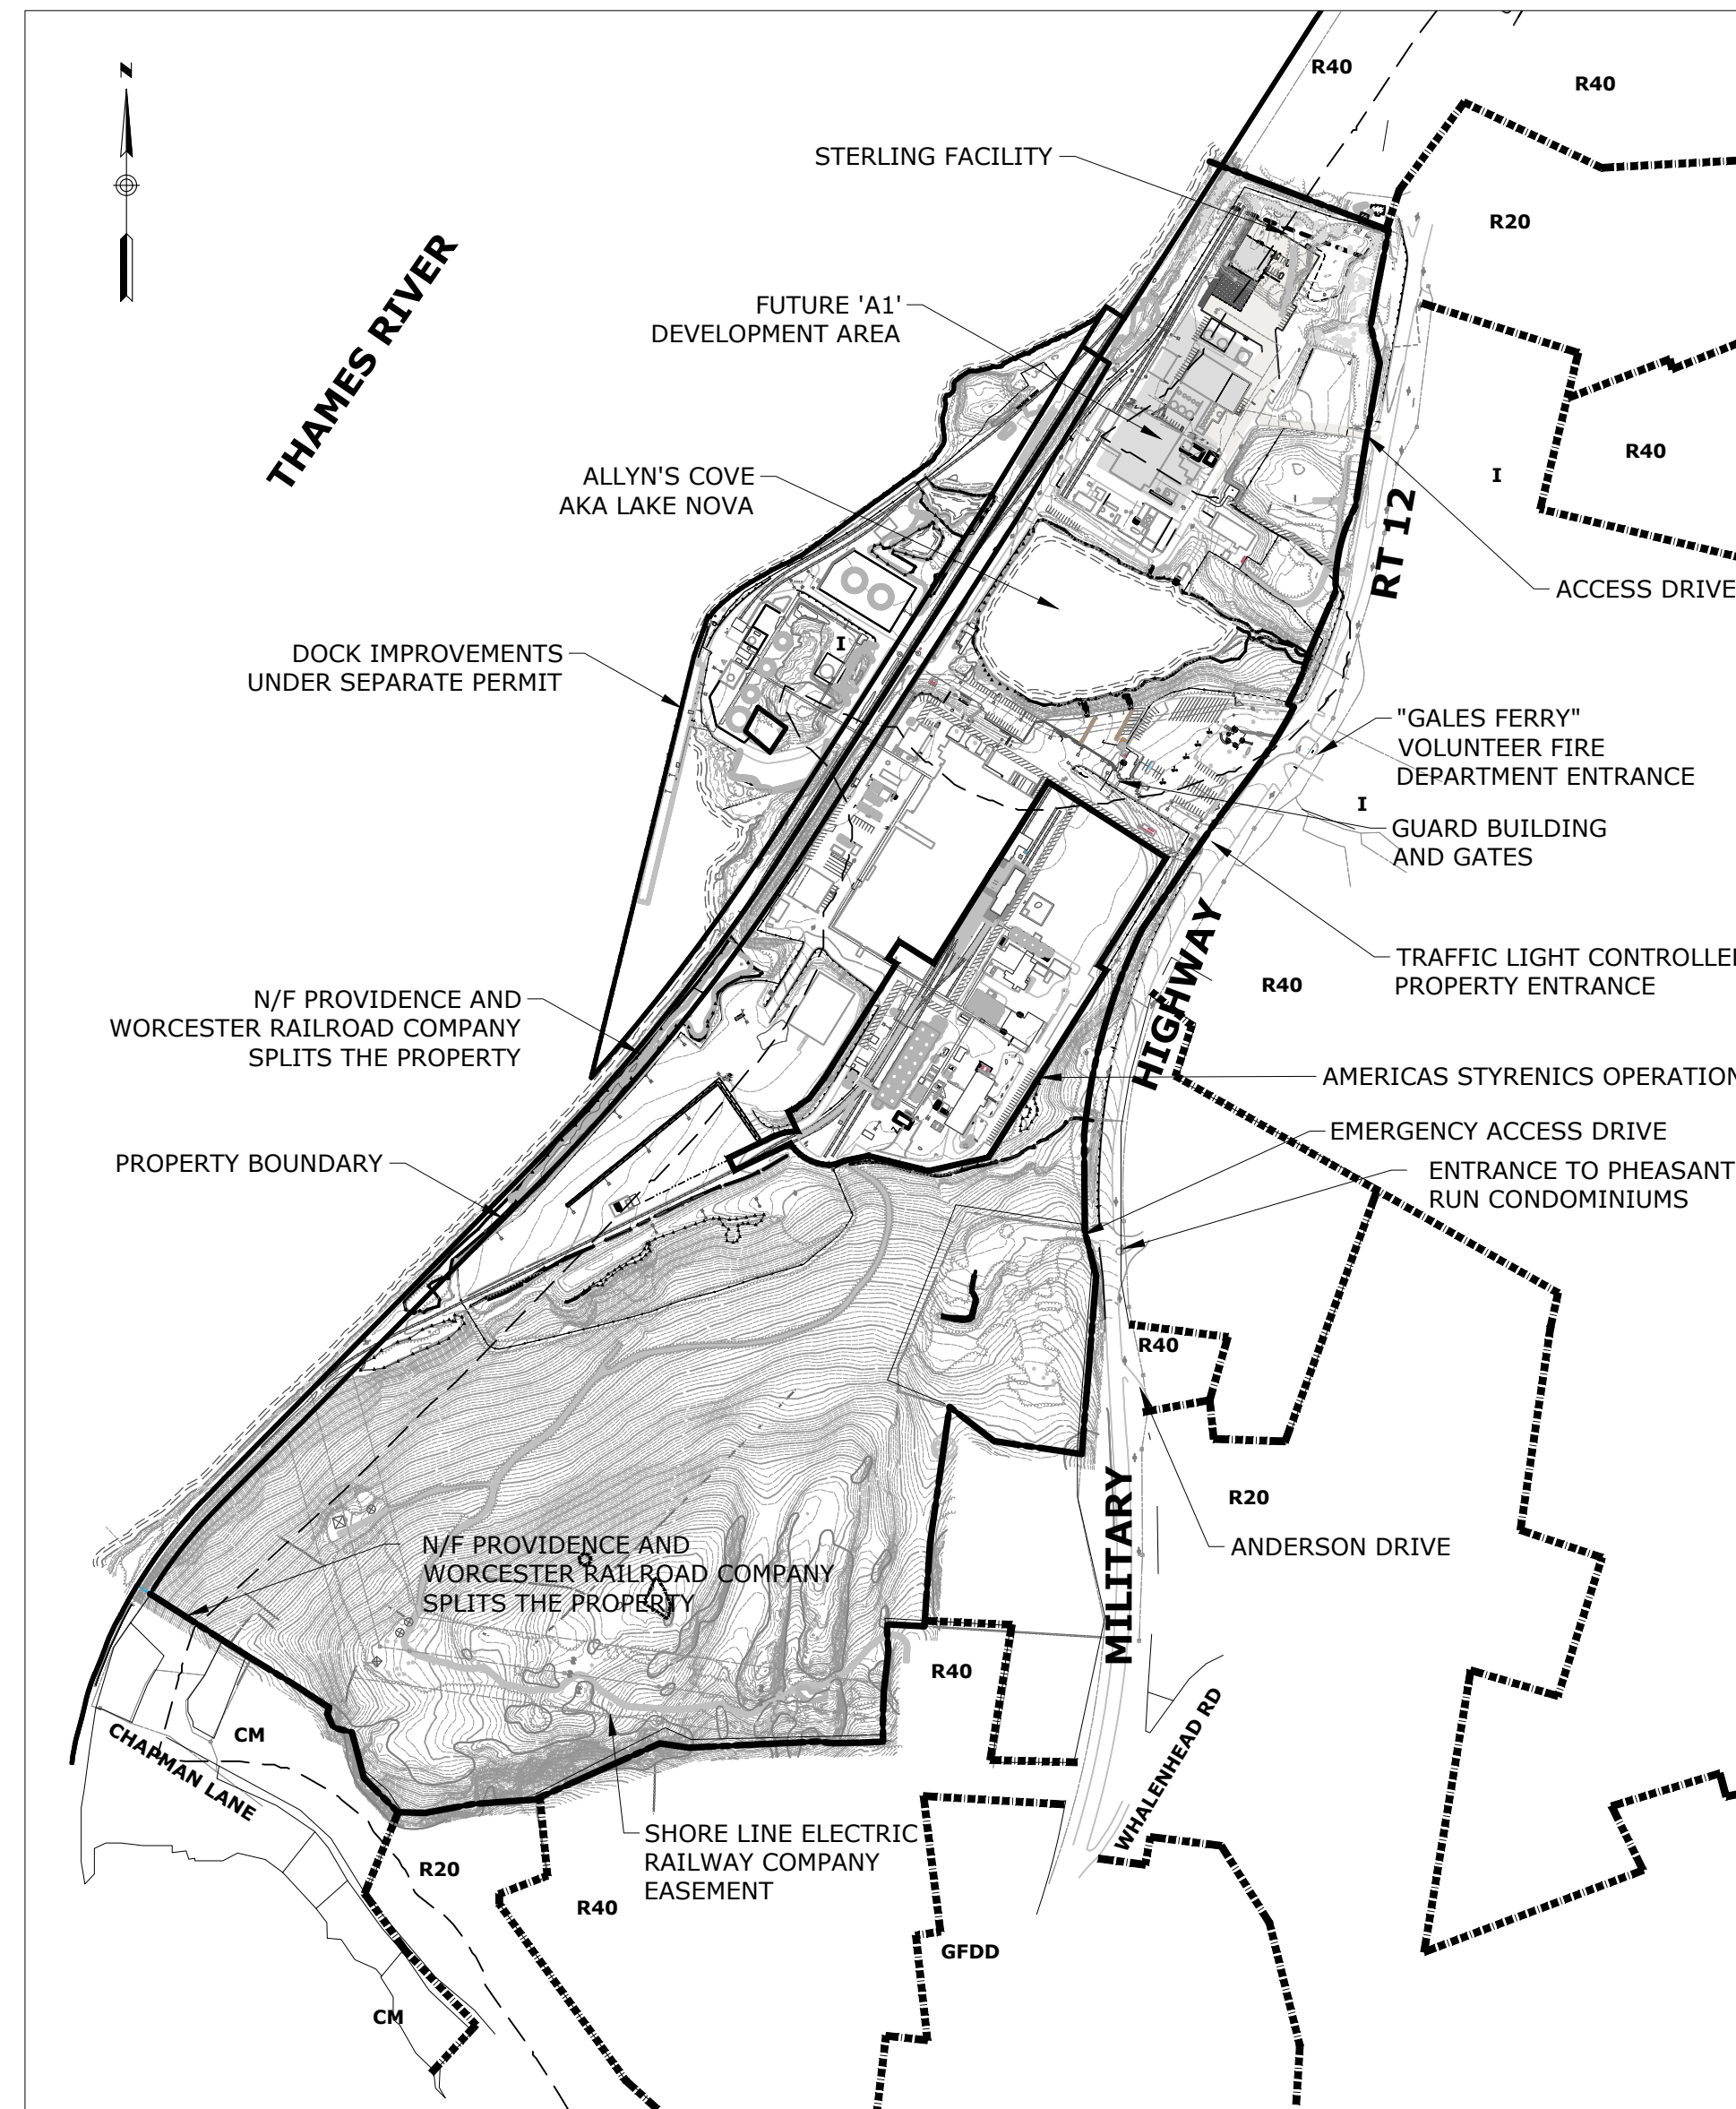 N
R40
R40
STERLING FACILITY
R20
THAMES RIVER
FUTURE 'A1'
DEVELOPMENT AREA
R40
I
ALLYN'S COVE
AKA LAKE NOVA
RT 12
ACCESS DRIVE
I
DOCK IMPROVEMENTS
UNDER SEPARATE PERMIT
"GALES FERRY"
VOLUNTEER FIRE
DEPARTMENT ENTRANCE
I
GUARD BUILDING
AND GATES
HIGHWAY
TRAFFIC LIGHT CONTROLLE
PROPERTY ENTRANCE
R40
N/F PROVIDENCE AND
WORCESTER RAILROAD COMPANY
SPLITS THE PROPERTY
AMERICAS STYRENICS OPERATION
EMERGENCY ACCESS DRIVE
PROPERTY BOUNDARY
ENTRANCE TO PHEASANT
RUN CONDOMINIUMS
R40
R20
MILITARY
ANDERSON DRIVE
N/F PROVIDENCE AND
WORCESTER RAILROAD COMPANY
SPLITS THE PROPERTY
R40
WHALENHEAD RD
CM
CHAPMAN LANE
SHORE LINE ELECTRIC
RAILWAY COMPANY
EASEMENT
R20
R40
GFDD
CM